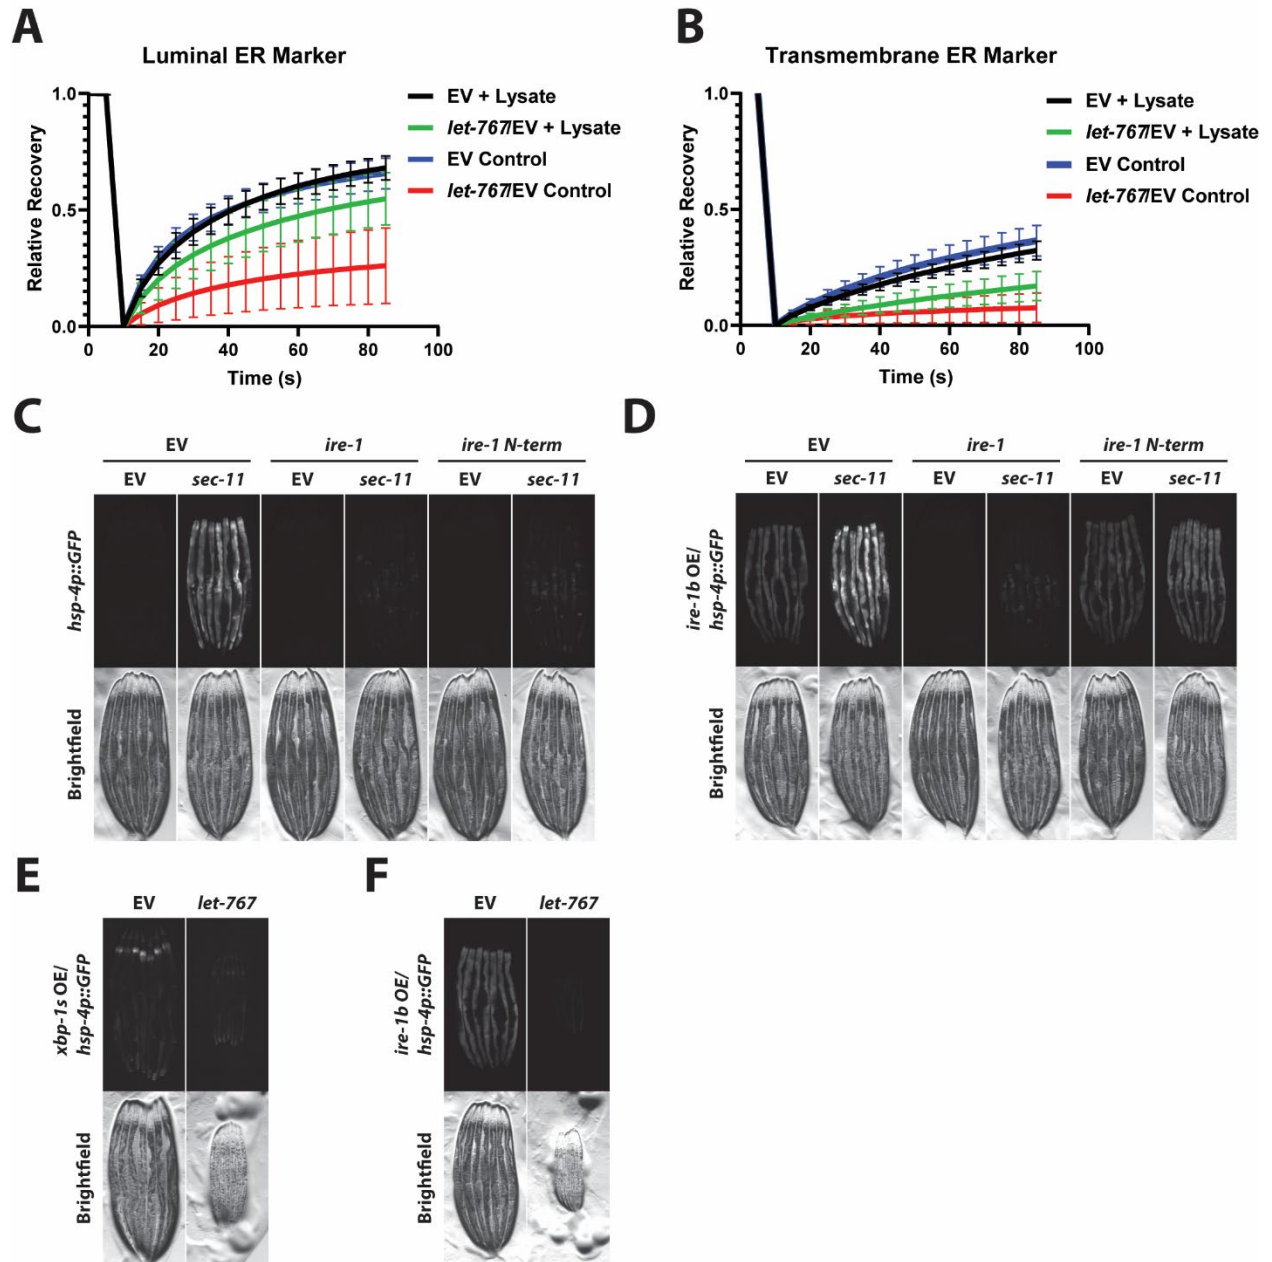 A
Luminal ER Marker
1.0
0.5
0.0
Relative Recovery
0 20 40 60 80 100
Time (s)
EV + Lysate
let-767/EV + Lysate
EV Control
let-767/EV Control
B
Transmembrane ER Marker
1.0
0.5
0.0
Relative Recovery
0 20 40 60 80 100
Time (s)
EV + Lysate
let-767/EV + Lysate
EV Control
let-767/EV Control
C
EV ire-1 ire-1 N-term
EV sec-11 EV sec-11 EV sec-11
hsp-4p::GFP
Brightfield
D
EV ire-1 ire-1 N-term
EV sec-11 EV sec-11 EV sec-11
ire-1b OE/
hsp-4p::GFP
Brightfield
E
EV let-767
xbp-1s OE/
hsp-4p::GFP
Brightfield
F
EV let-767
ire-1b OE/
hsp-4p::GFP
Brightfield